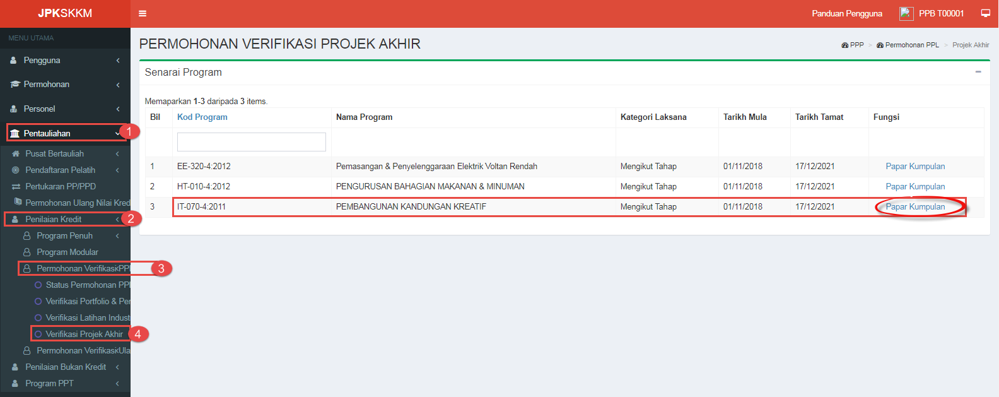 JPKSKKM
Panduan Pengguna
PPB T00001
MENU UTAMA
Pengguna
Permohonan
Personel
Pentauliahan
1
Pusat Bertauliah
Pendaftaran Pelatih
Pertukaran PP/PPD
Permohonan Ulang Nilai Kred
Penilaian Kredit
2
Program Penuh
Program Modular
Permohonan Verifikasi PPL
3
Status Permohonan PPL
Verifikasi Portfolio & Per
Verifikasi Latihan Indust
Verifikasi Projek Akhir
4
Permohonan Verifikasi Ula
Penilaian Bukan Kredit
Program PPT
PERMOHONAN VERIFIKASI PROJEK AKHIR
PPP > Permohonan PPL > Projek Akhir
Senarai Program
Memaparkan 1-3 daripada 3 items.
Bil Kod Program Nama Program Kategori Laksana Tarikh Mula Tarikh Tamat Fungsi
1 EE-320-4:2012 Pemasangan & Penyelenggaraan Elektrik Voltan Rendah Mengikut Tahap 01/11/2018 17/12/2021 Papar Kumpulan
2 HT-010-4:2012 PENGURUSAN BAHAGIAN MAKANAN & MINUMAN Mengikut Tahap 01/11/2018 17/12/2021 Papar Kumpulan
3 IT-070-4:2011 PEMBANGUNAN KANDUNGAN KREATIF Mengikut Tahap 01/11/2018 17/12/2021 Papar Kumpulan